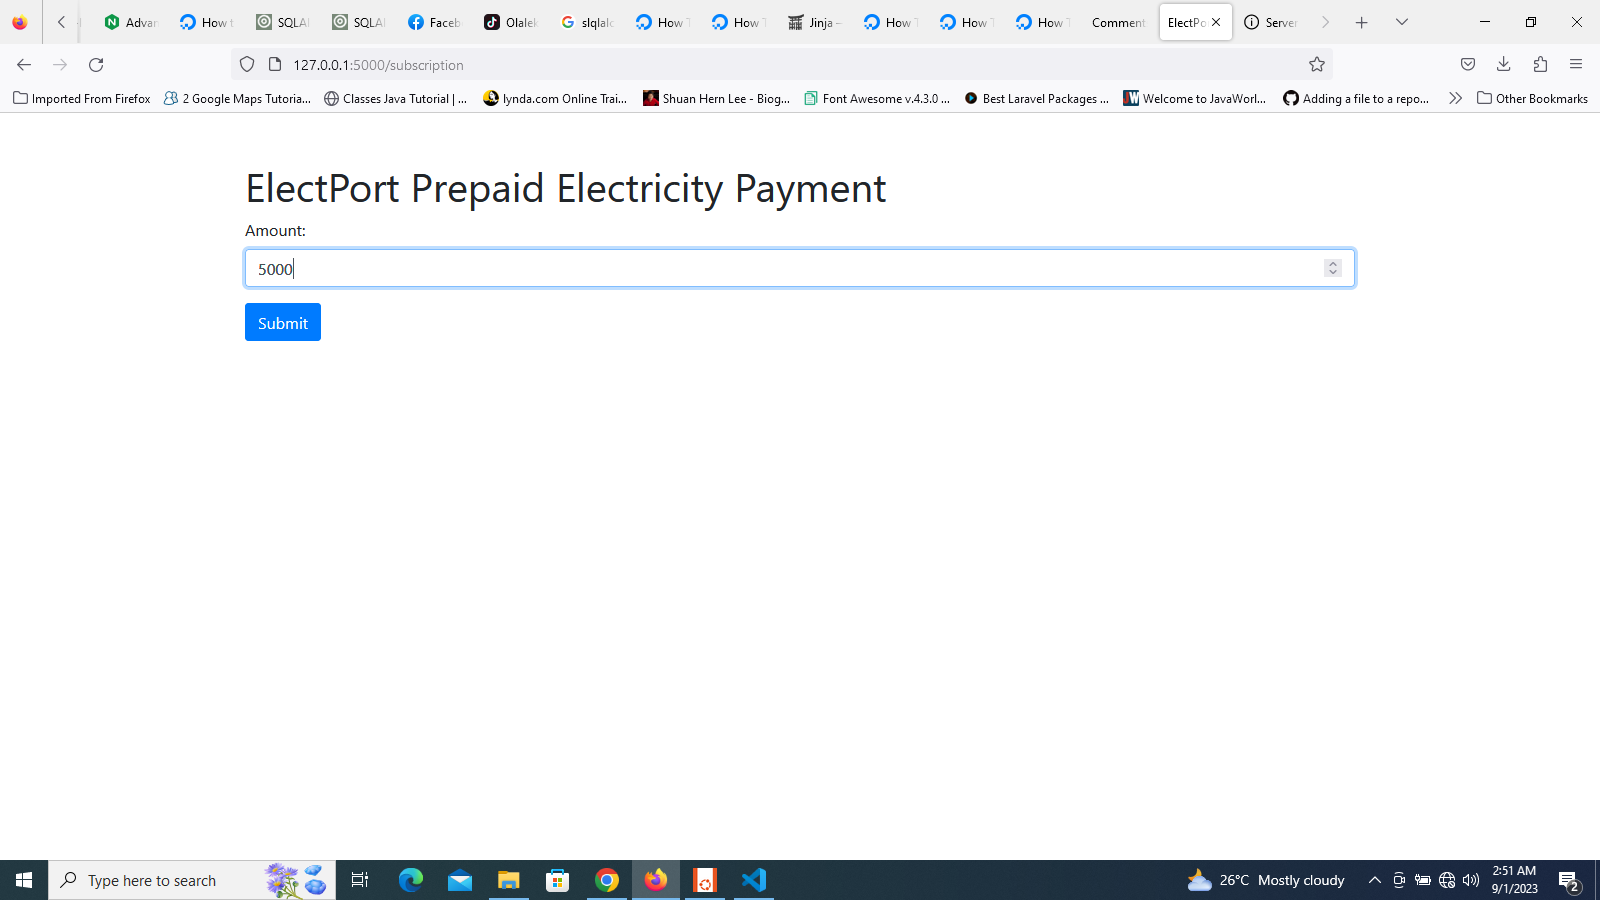 Advan
How t
SQLAl
SQLAl
Faceb
Olalek
slqlalc
How T
How T
Jinja –
How T
How T
How T
Comment
ElectPo
Server
127.0.0.1:5000/subscription
Imported From Firefox
2 Google Maps Tutoria...
Classes Java Tutorial | ...
lynda.com Online Trai...
Shuan Hern Lee - Biog...
Font Awesome v.4.3.0 ...
Best Laravel Packages ...
Welcome to JavaWorl...
Adding a file to a repo...
Other Bookmarks
ElectPort Prepaid Electricity Payment
Amount:
5000
Submit
Type here to search
26°C Mostly cloudy
2:51 AM
9/1/2023
2